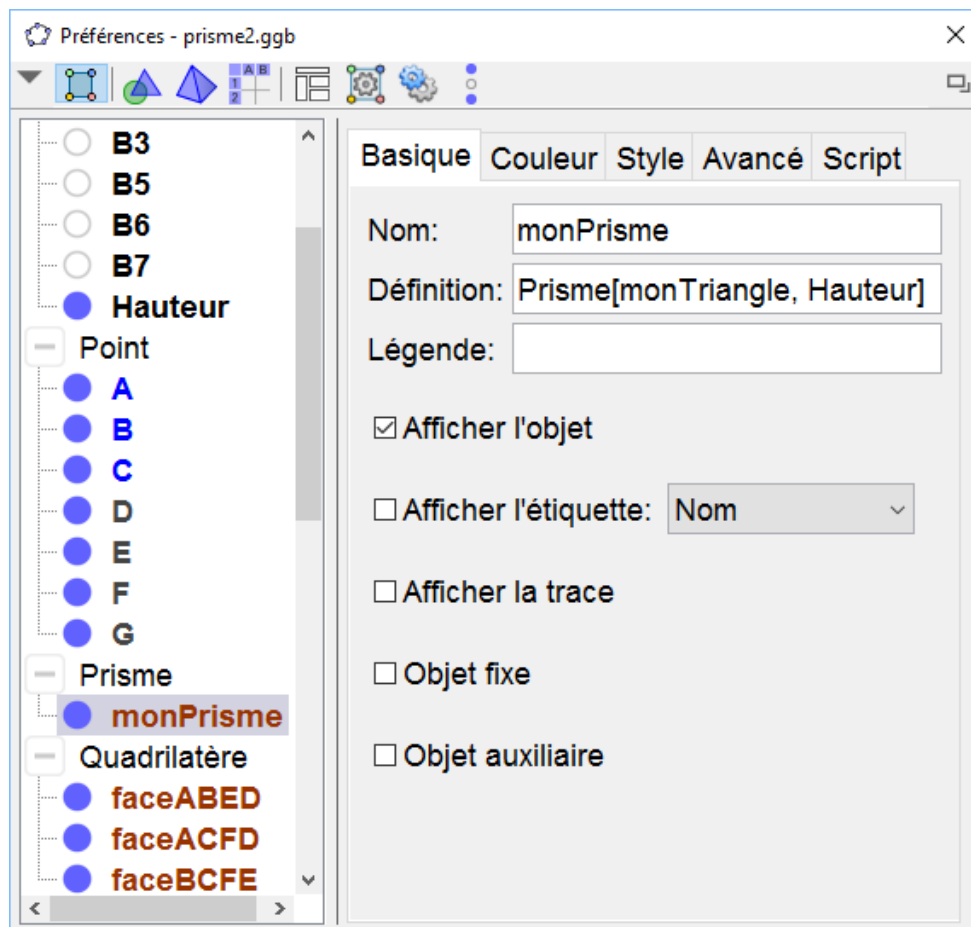 Préférences - prisme2.ggb
A B
1
2
B3
B5
B6
B7
Hauteur
Point
A
B
C
D
E
F
G
Prisme
monPrisme
Quadrilatère
faceABED
faceACFD
faceBCFE
Basique Couleur Style Avancé Script
Nom: monPrisme
Définition: Prisme[monTriangle, Hauteur]
Légende:
Afficher l'objet
Afficher l'étiquette: Nom
Afficher la trace
Objet fixe
Objet auxiliaire